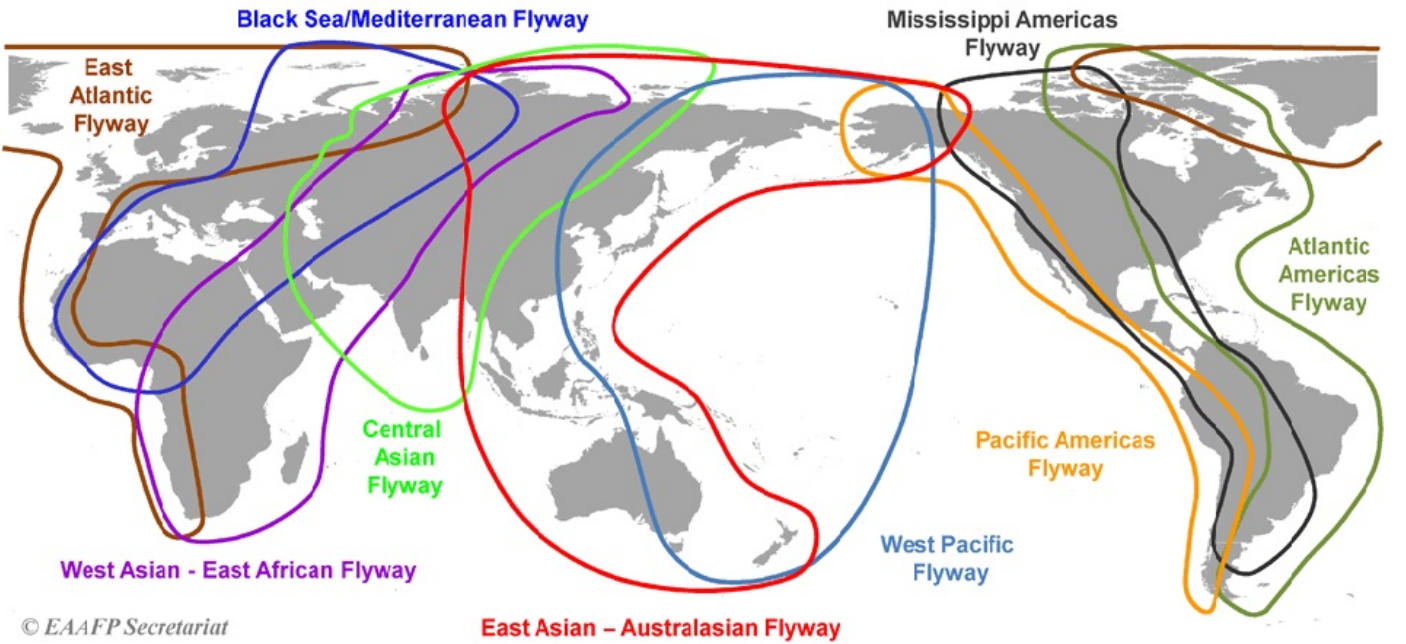 Black Sea/Mediterranean Flyway
Mississippi Americas
Flyway
East
Atlantic
Flyway
Atlantic
Americas
Flyway
Central
Asian
Flyway
Pacific Americas
Flyway
West Pacific
Flyway
West Asian - East African Flyway
East Asian – Australasian Flyway
© EAAFP Secretariat